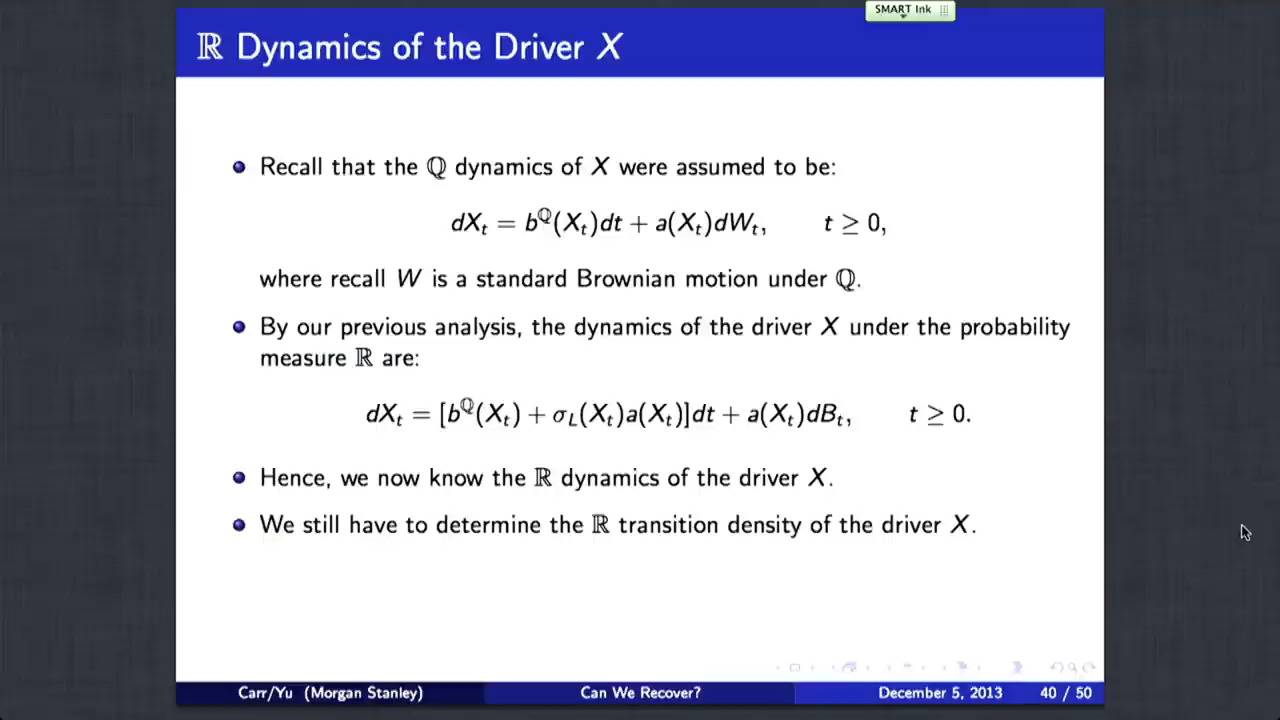 SMART Ink
ℝ Dynamics of the Driver X
Recall that the ℚ dynamics of X were assumed to be:
dX_t = b^ℚ(X_t)dt + a(X_t)dW_t, t ≥ 0,
where recall W is a standard Brownian motion under ℚ.
By our previous analysis, the dynamics of the driver X under the probability
measure ℝ are:
dX_t = [b^ℚ(X_t) + σ_L(X_t)a(X_t)]dt + a(X_t)dB_t, t ≥ 0.
Hence, we now know the ℝ dynamics of the driver X.
We still have to determine the ℝ transition density of the driver X.
Carr/Yu (Morgan Stanley) Can We Recover? December 5, 2013 40 / 50